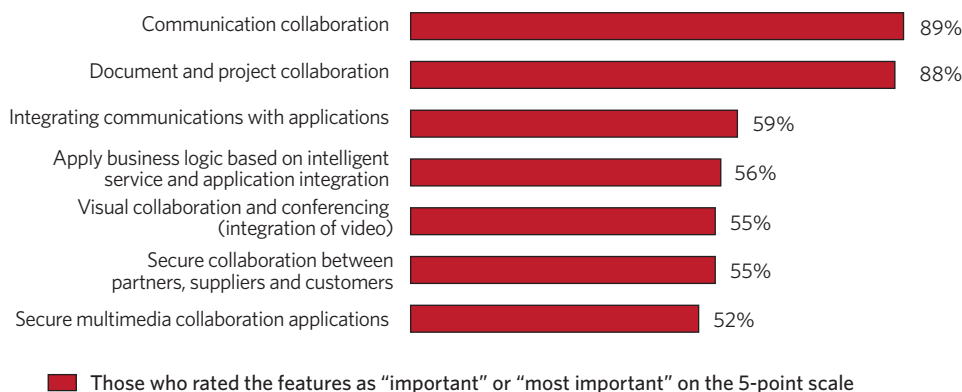 Communication collaboration 89%
Document and project collaboration 88%
Integrating communications with applications 59%
Apply business logic based on intelligent
service and application integration 56%
Visual collaboration and conferencing
(integration of video) 55%
Secure collaboration between
partners, suppliers and customers 55%
Secure multimedia collaboration applications 52%
Those who rated the features as “important” or “most important” on the 5-point scale